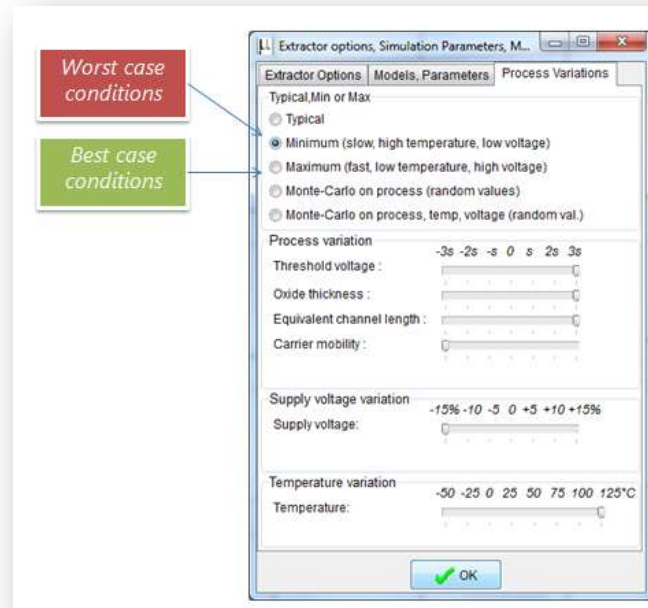 Worst case
conditions
Best case
conditions
Extractor options, Simulation Parameters, M...
Extractor Options Models, Parameters Process Variations
Typical,Min or Max
Typical
Minimum (slow, high temperature, low voltage)
Maximum (fast, low temperature, high voltage)
Monte-Carlo on process (random values)
Monte-Carlo on process, temp, voltage (random val.)
Process variation
-3s -2s -s 0 s 2s 3s
Threshold voltage :
Oxide thickness :
Equivalent channel length :
Carrier mobility :
Supply voltage variation
-15% -10 -5 0 +5 +10 +15%
Supply voltage:
Temperature variation
-50 -25 0 25 50 75 100 125°C
Temperature:
OK